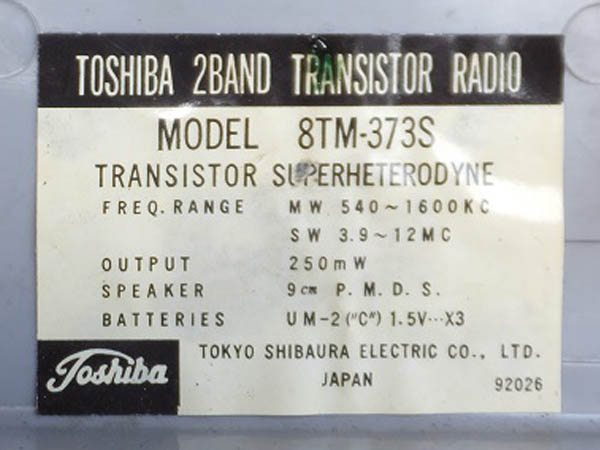 TOSHIBA 2BAND TRANSISTOR RADIO
MODEL 8TM-373S
TRANSISTOR SUPERHETERODYNE
FREQ. RANGE MW 540~1600KC
SW 3.9~12MC
OUTPUT 250mW
SPEAKER 9cm P.M.D.S.
BATTERIES UM-2 ("C") 1.5V…X3
Toshiba
TOKYO SHIBAURA ELECTRIC CO., LTD.
JAPAN 92026